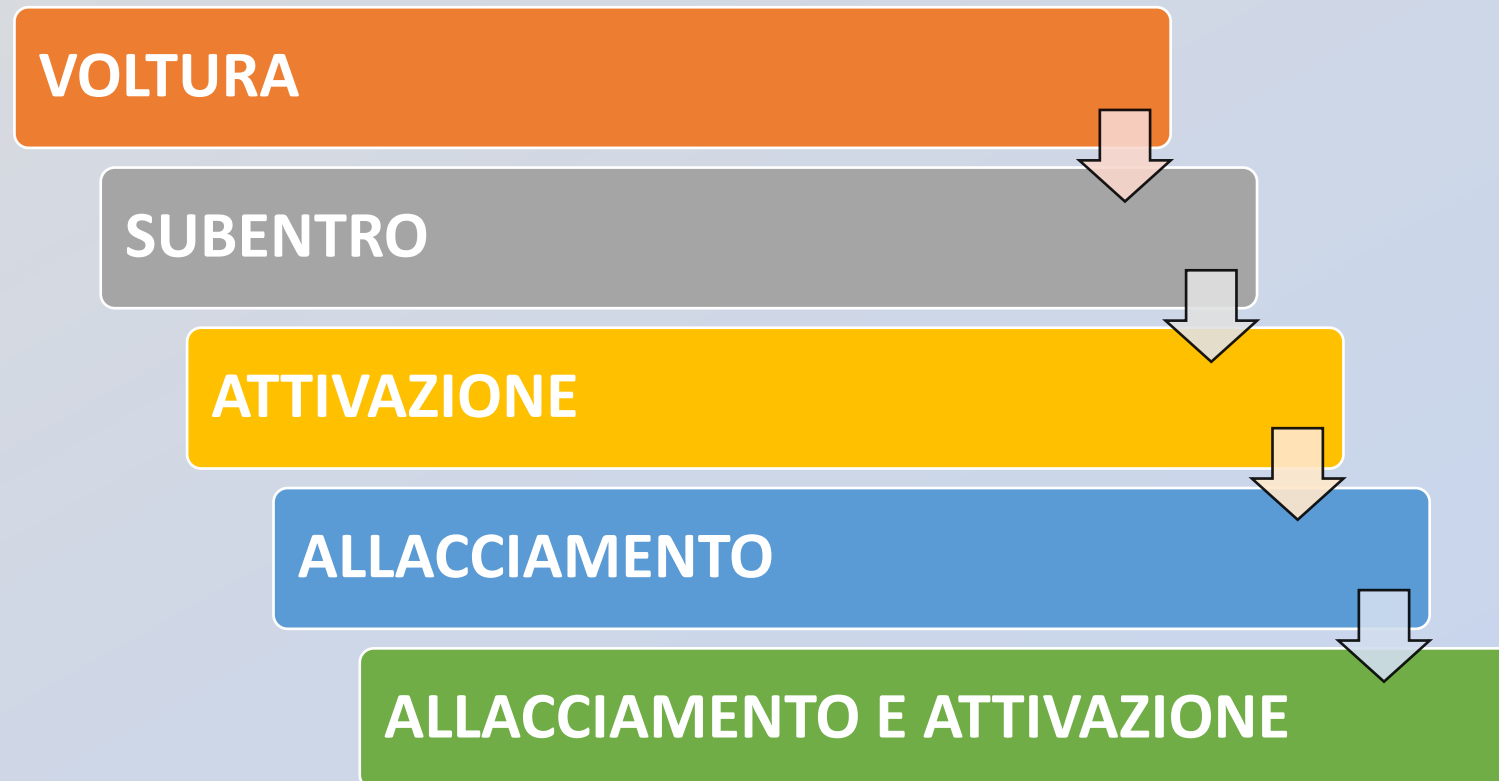 VOLTURA
SUBENTRO
ATTIVAZIONE
ALLACCIAMENTO
ALLACCIAMENTO E ATTIVAZIONE